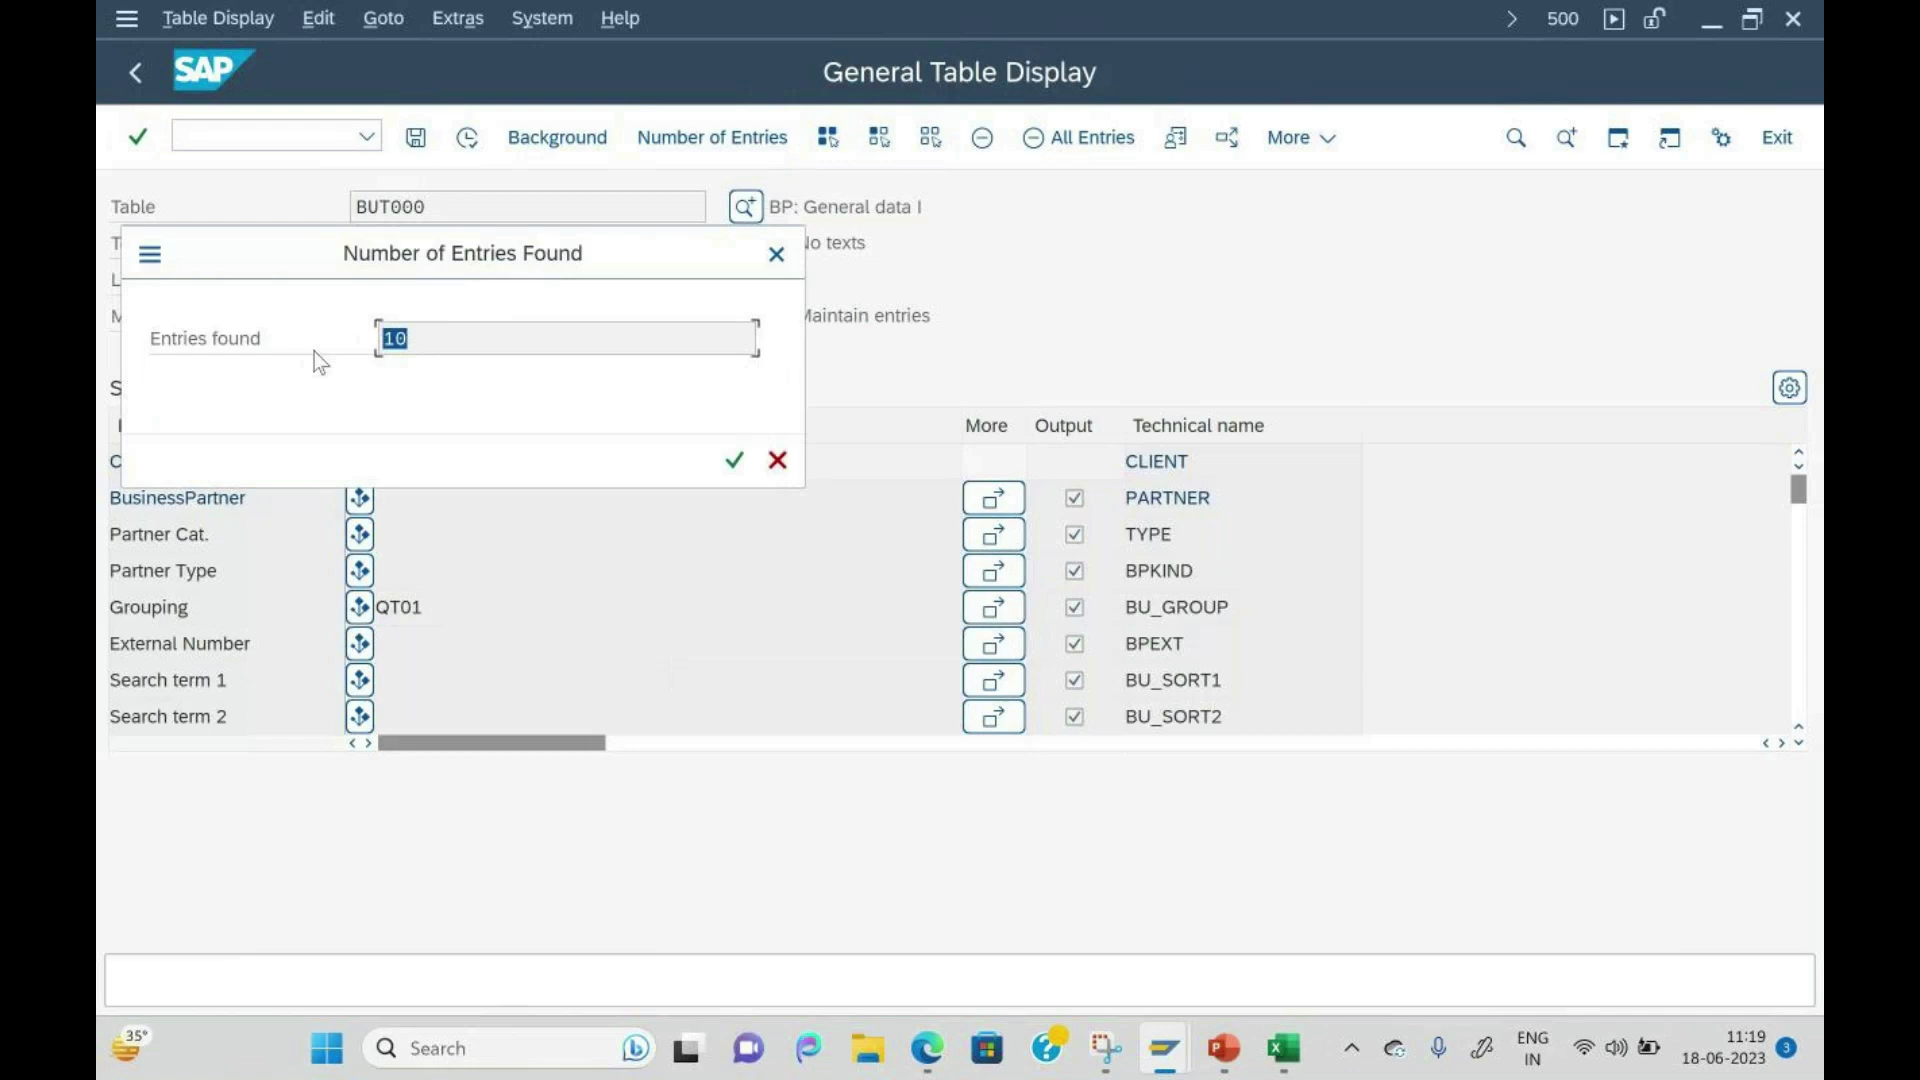 Table Display Edit Goto Extras System Help 500
SAP General Table Display
Background Number of Entries All Entries More Exit
Table BUT000 BP: General data I
No texts
Number of Entries Found
Maintain entries
Entries found 10
More Output Technical name
CLIENT
BusinessPartner PARTNER
Partner Cat. TYPE
Partner Type BPKIND
Grouping QT01 BU_GROUP
External Number BPEXT
Search term 1 BU_SORT1
Search term 2 BU_SORT2
35°
Search
ENG
IN
11:19
18-06-2023
3